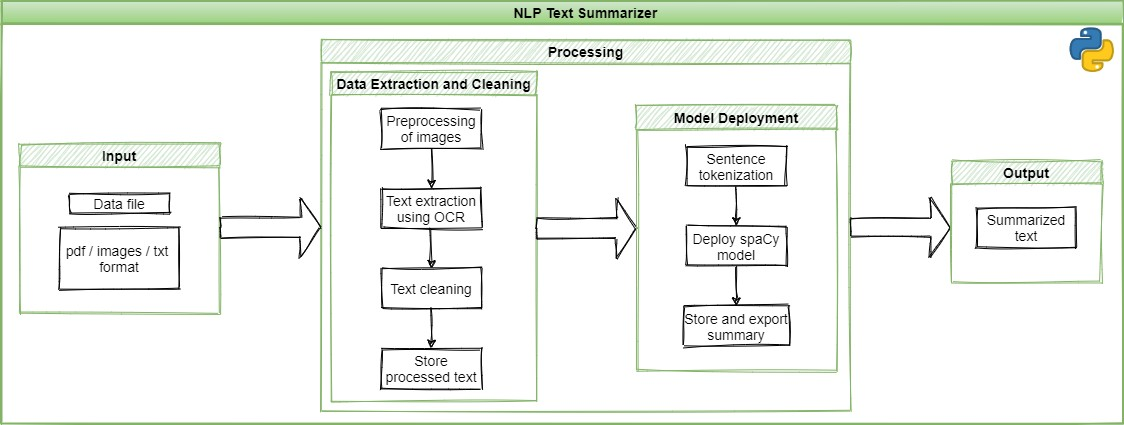 NLP Text Summarizer
Processing
Data Extraction and Cleaning
Preprocessing
of images
Text extraction
using OCR
Text cleaning
Store
processed text
Model Deployment
Sentence
tokenization
Deploy spaCy
model
Store and export
summary
Input
Data file
pdf / images / txt
format
Output
Summarized
text